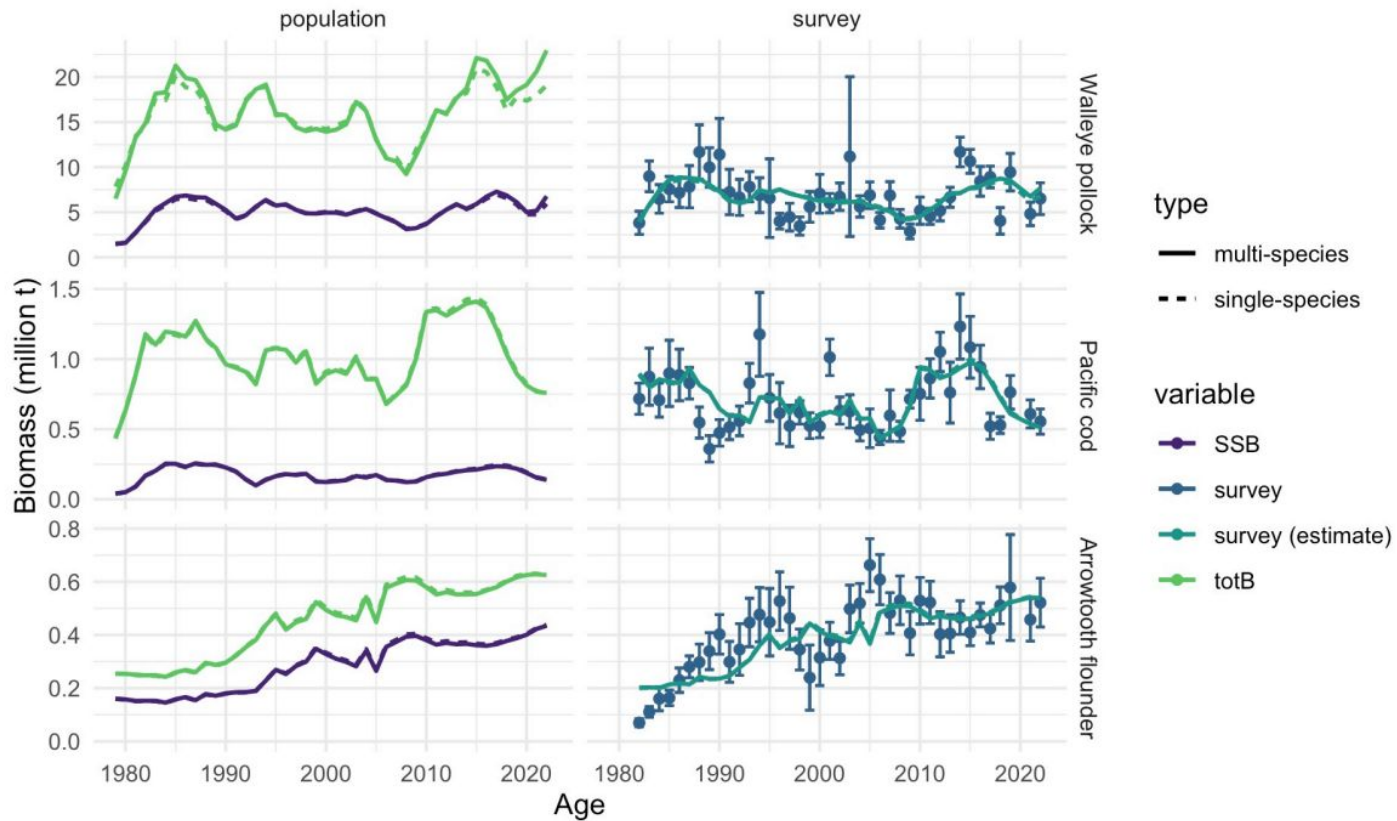 population
survey
20
15
10
5
0
Walleye pollock
1.5
1.0
0.5
0.0
Pacific cod
0.8
0.6
0.4
0.2
0.0
Arrowtooth flounder
Biomass (million t)
1980 1990 2000 2010 2020
1980 1990 2000 2010 2020
Age
type
multi-species
single-species
variable
SSB
survey
survey (estimate)
totB